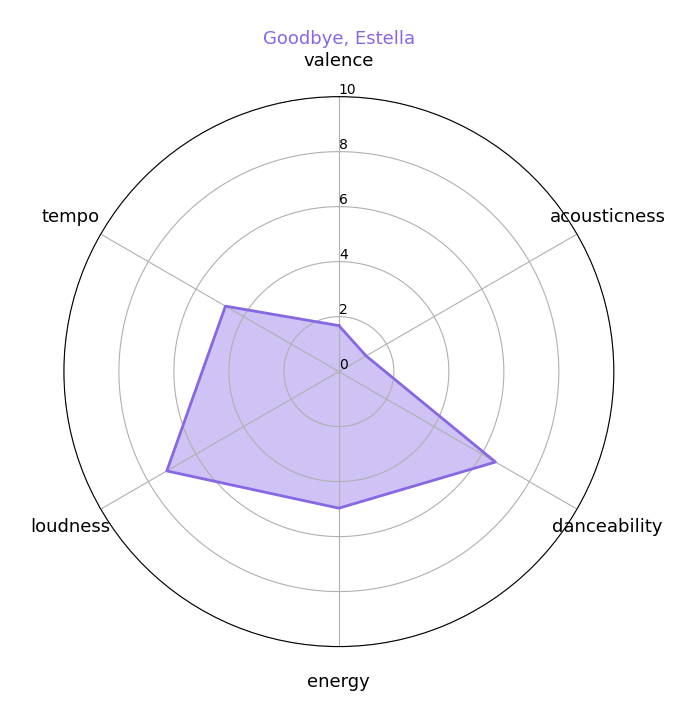 Goodbye, Estella
valence
10
8
6
4
2
0
tempo
acousticness
loudness
danceability
energy